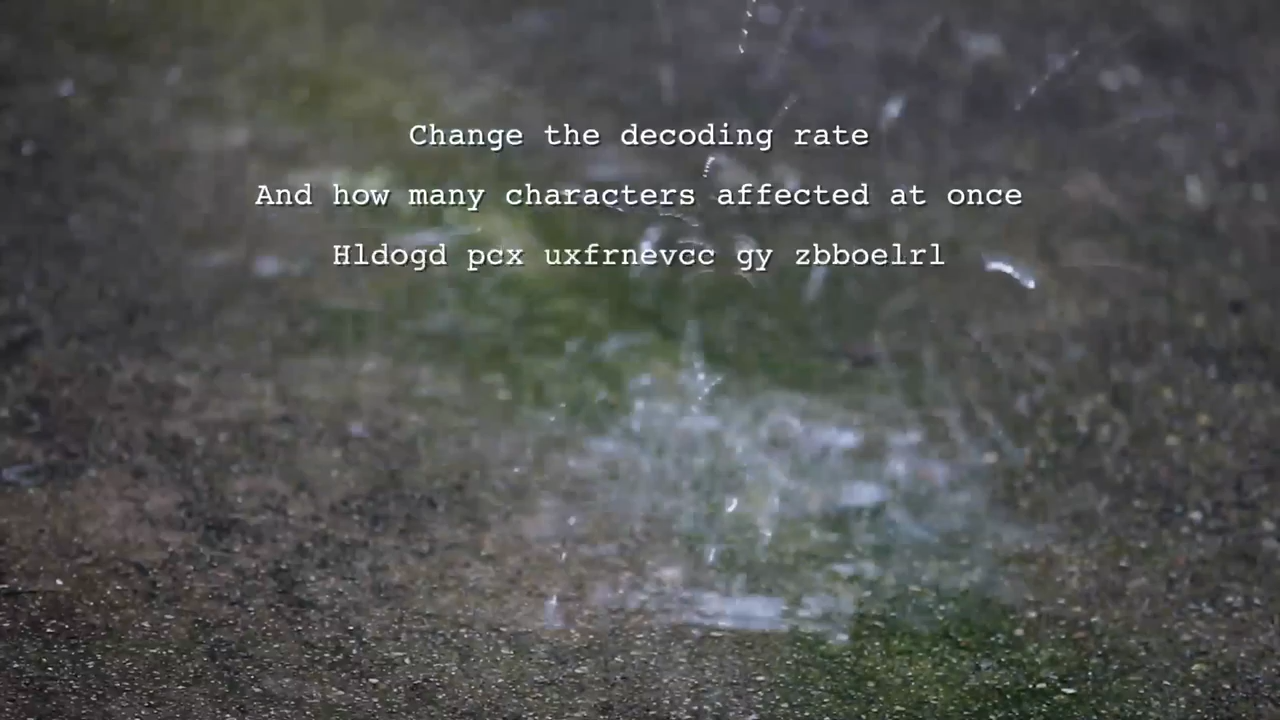 Change the decoding rate
And how many characters affected at once
Hldogd pcx uxfrnevcc gy zbboelrl